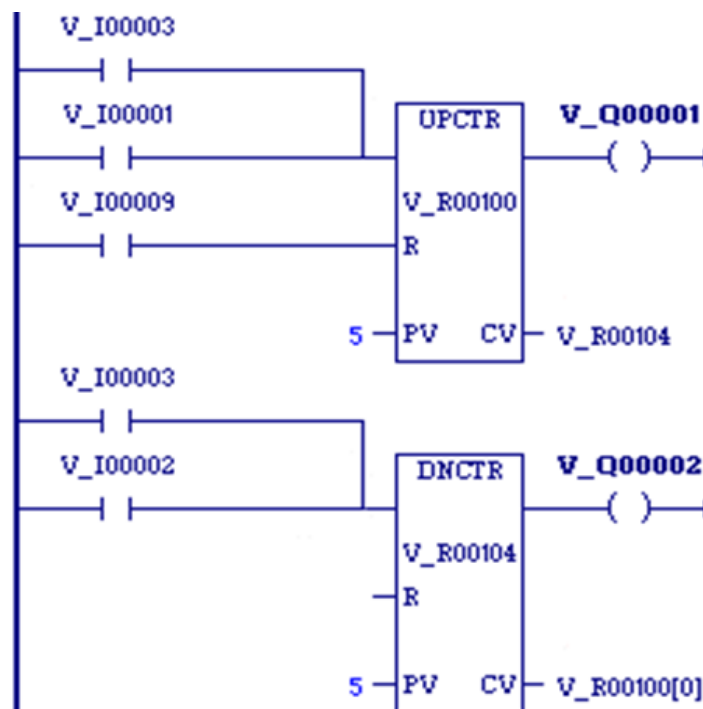 V_I00003
V_I00001
UPCTR
V_Q00001
V_I00009
V_R00100
R
5
PV
CV
V_R00104
V_I00003
V_I00002
DNCTR
V_Q00002
V_R00104
R
5
PV
CV
V_R00100[0]